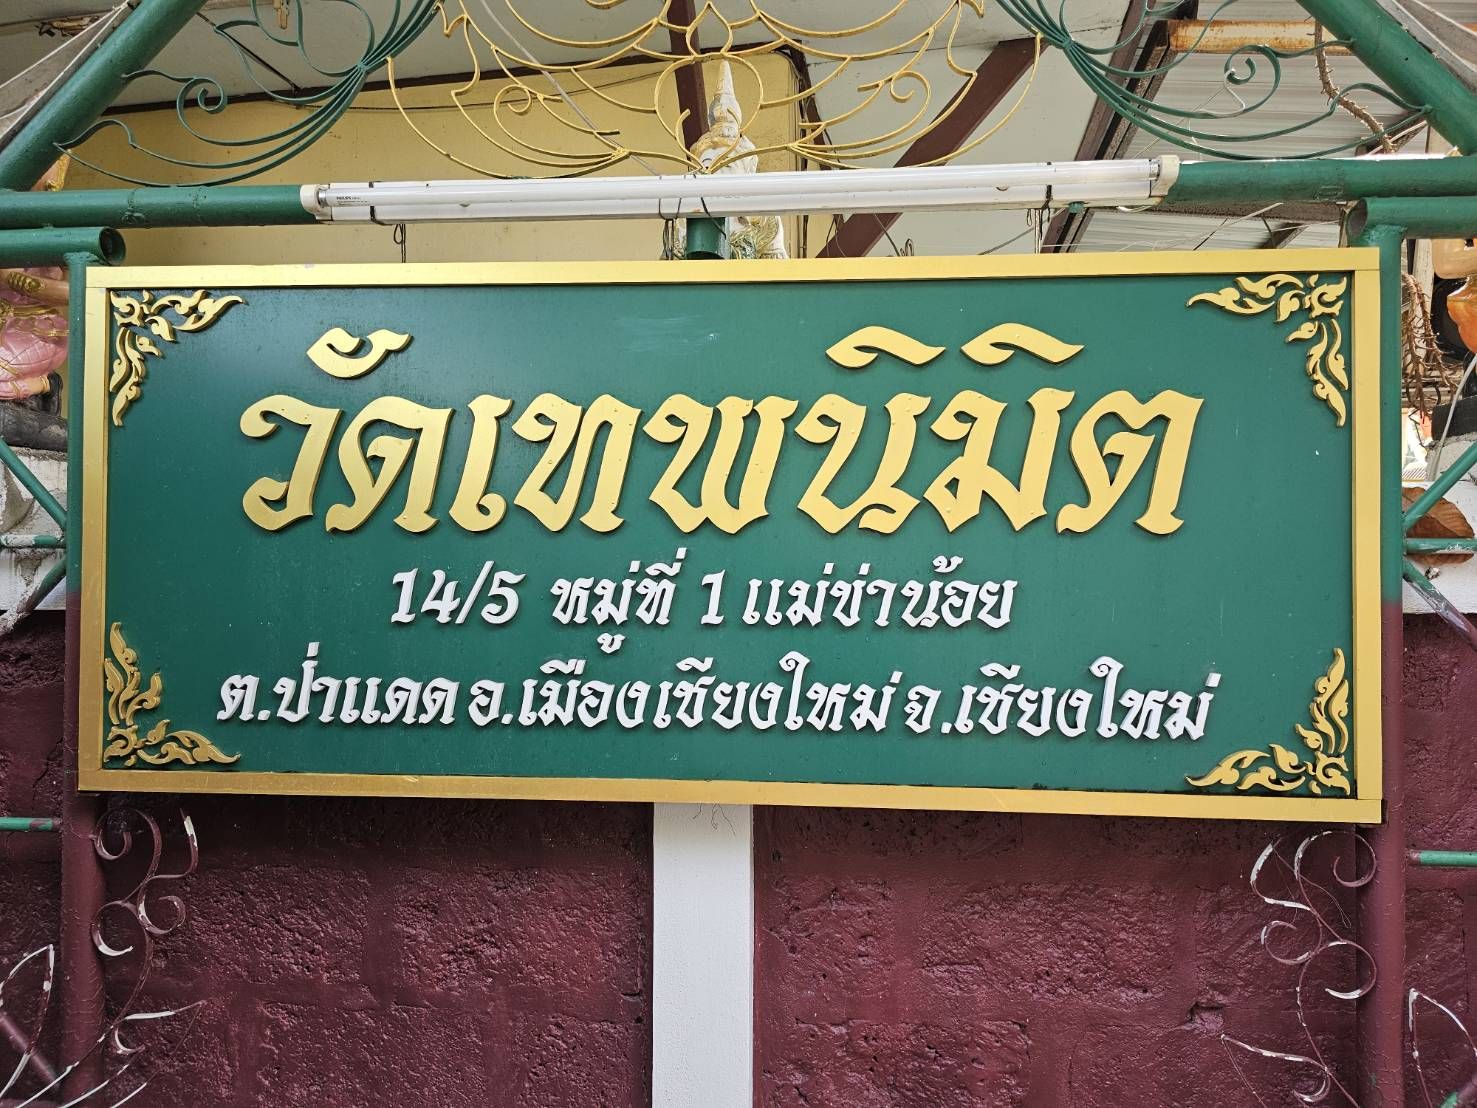 วัดเทพนิมิต
14/5 หมู่ที่ 1 แม่ข่าน้อย
ต.ป่าแดด อ.เมืองเชียงใหม่ จ.เชียงใหม่